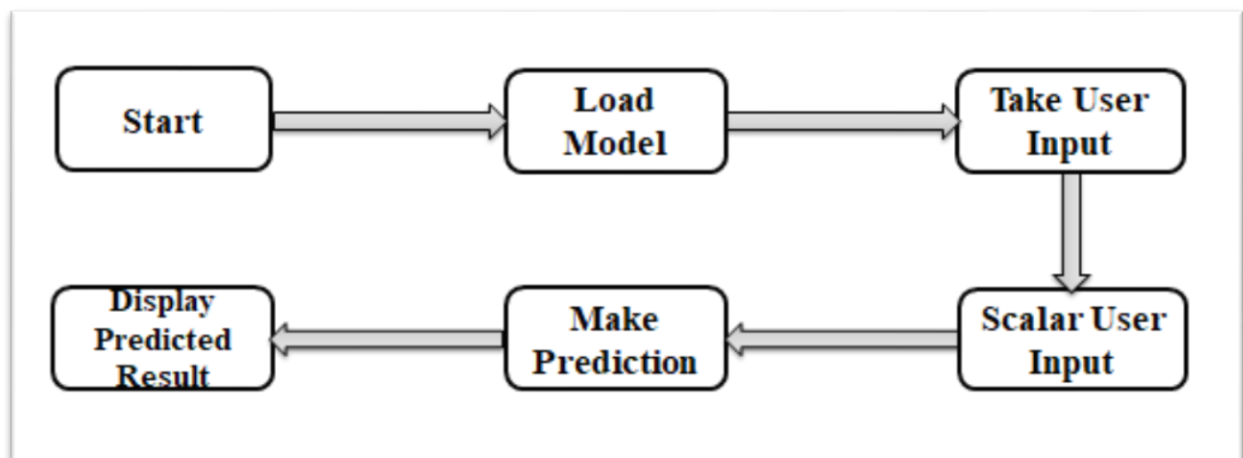 Start
Load
Model
Take User
Input
Scalar User
Input
Make
Prediction
Display
Predicted
Result